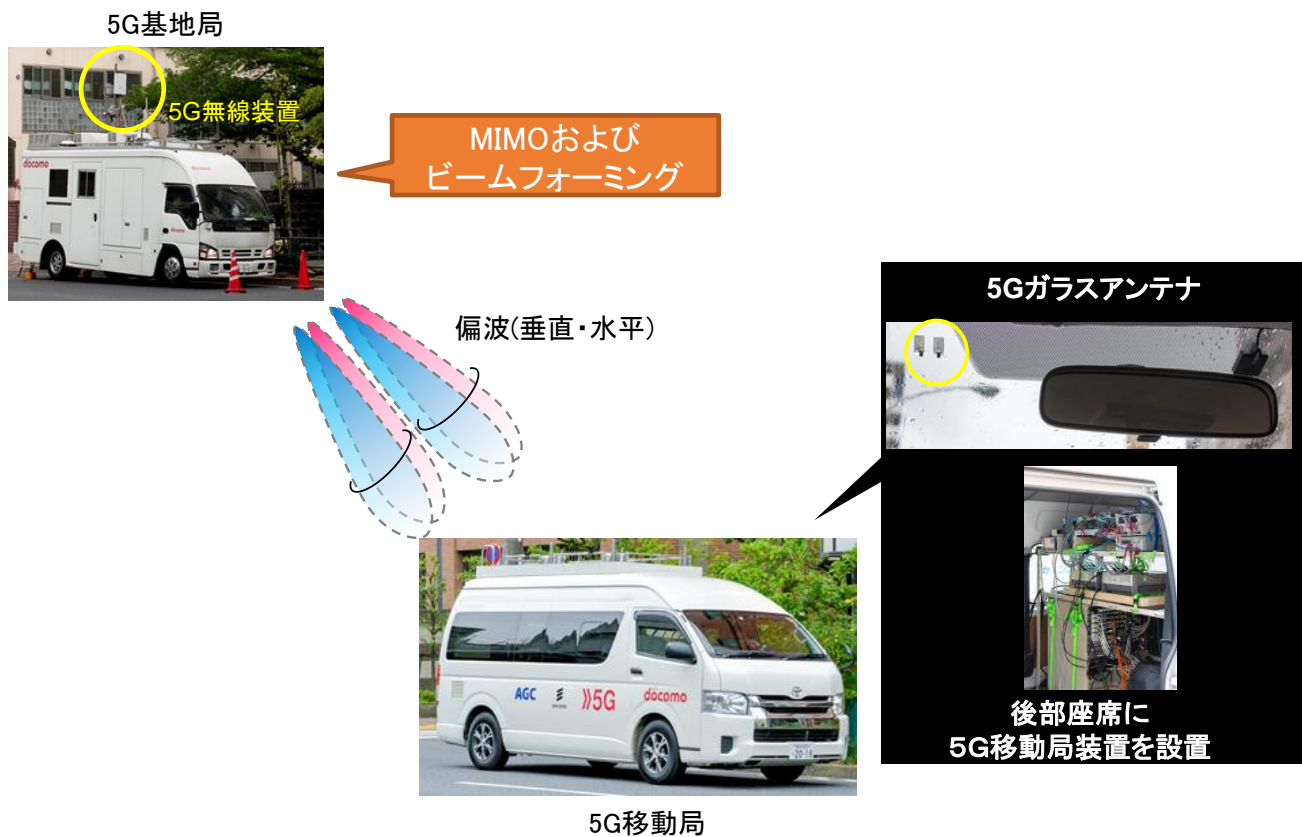 5G基地局
5G無線装置
docomo
MIMOおよび
ビームフォーミング
偏波(垂直・水平)
5Gガラスアンテナ
後部座席に
5G移動局装置を設置
AGC
5G
docomo
5G移動局